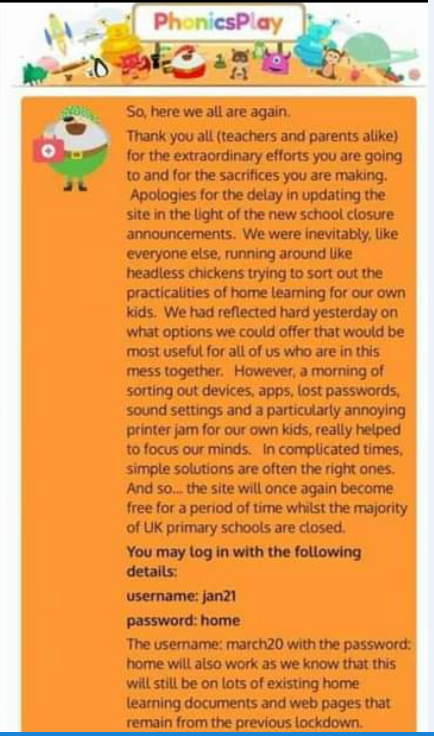 PhonicsPlay
So, here we all are again.
Thank you all (teachers and parents alike)
for the extraordinary efforts you are going
to and for the sacrifices you are making.
Apologies for the delay in updating the
site in the light of the new school closure
announcements. We were inevitably, like
everyone else, running around like
headless chickens trying to sort out the
practicalities of home learning for our own
kids. We had reflected hard yesterday on
what options we could offer that would be
most useful for all of us who are in this
mess together. However, a morning of
sorting out devices, apps, lost passwords,
sound settings and a particularly annoying
printer jam for our own kids, really helped
to focus our minds. In complicated times,
simple solutions are often the right ones.
And so... the site will once again become
free for a period of time whilst the majority
of UK primary schools are closed.
You may log in with the following
details:
username: jan21
password: home
The username: march20 with the password:
home will also work as we know that this
will still be on lots of existing home
learning documents and web pages that
remain from the previous lockdown.